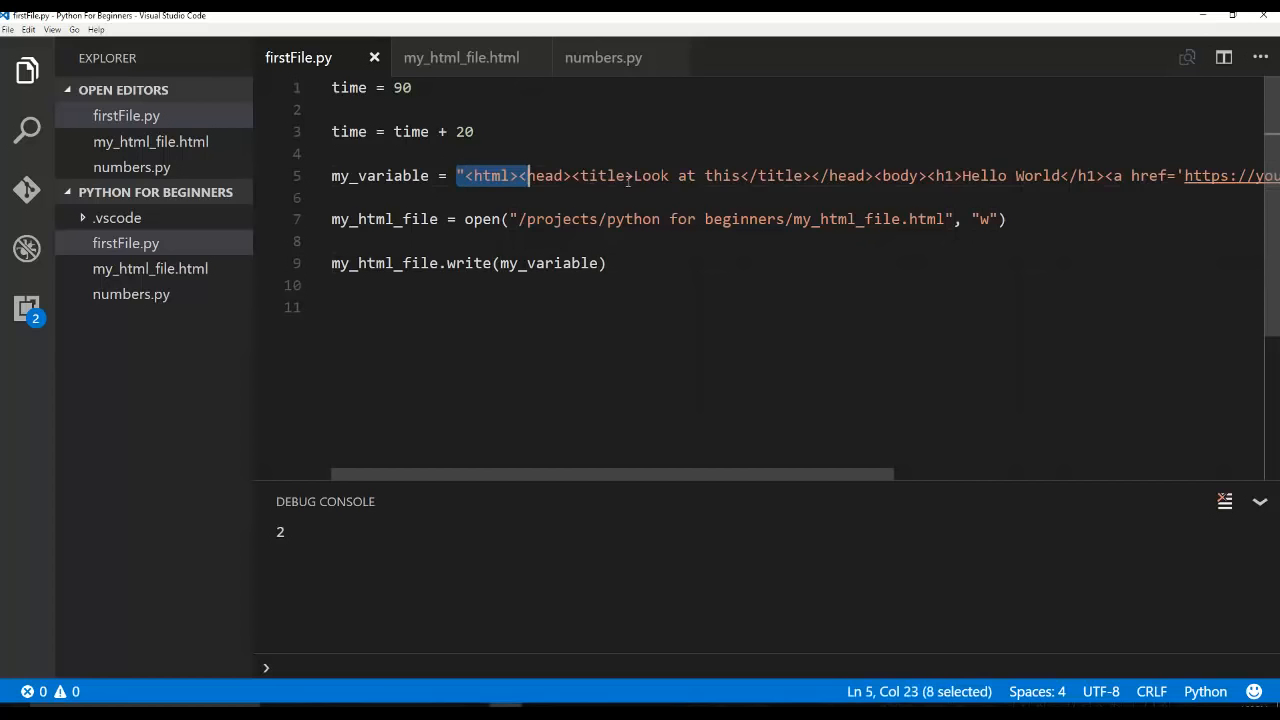 firstFile.py - Python For Beginners - Visual Studio Code
File Edit View Go Help
EXPLORER
OPEN EDITORS
firstFile.py
my_html_file.html
numbers.py
PYTHON FOR BEGINNERS
.vscode
firstFile.py
my_html_file.html
numbers.py
2
firstFile.py my_html_file.html numbers.py
1 time = 90
2
3 time = time + 20
4
5 my_variable = "<html><head><title>Look at this</title></head><body><h1>Hello World</h1><a href='https://you
6
7 my_html_file = open("/projects/python for beginners/my_html_file.html", "w")
8
9 my_html_file.write(my_variable)
10
11
DEBUG CONSOLE
2
>
0 0 Ln 5, Col 23 (8 selected) Spaces: 4 UTF-8 CRLF Python